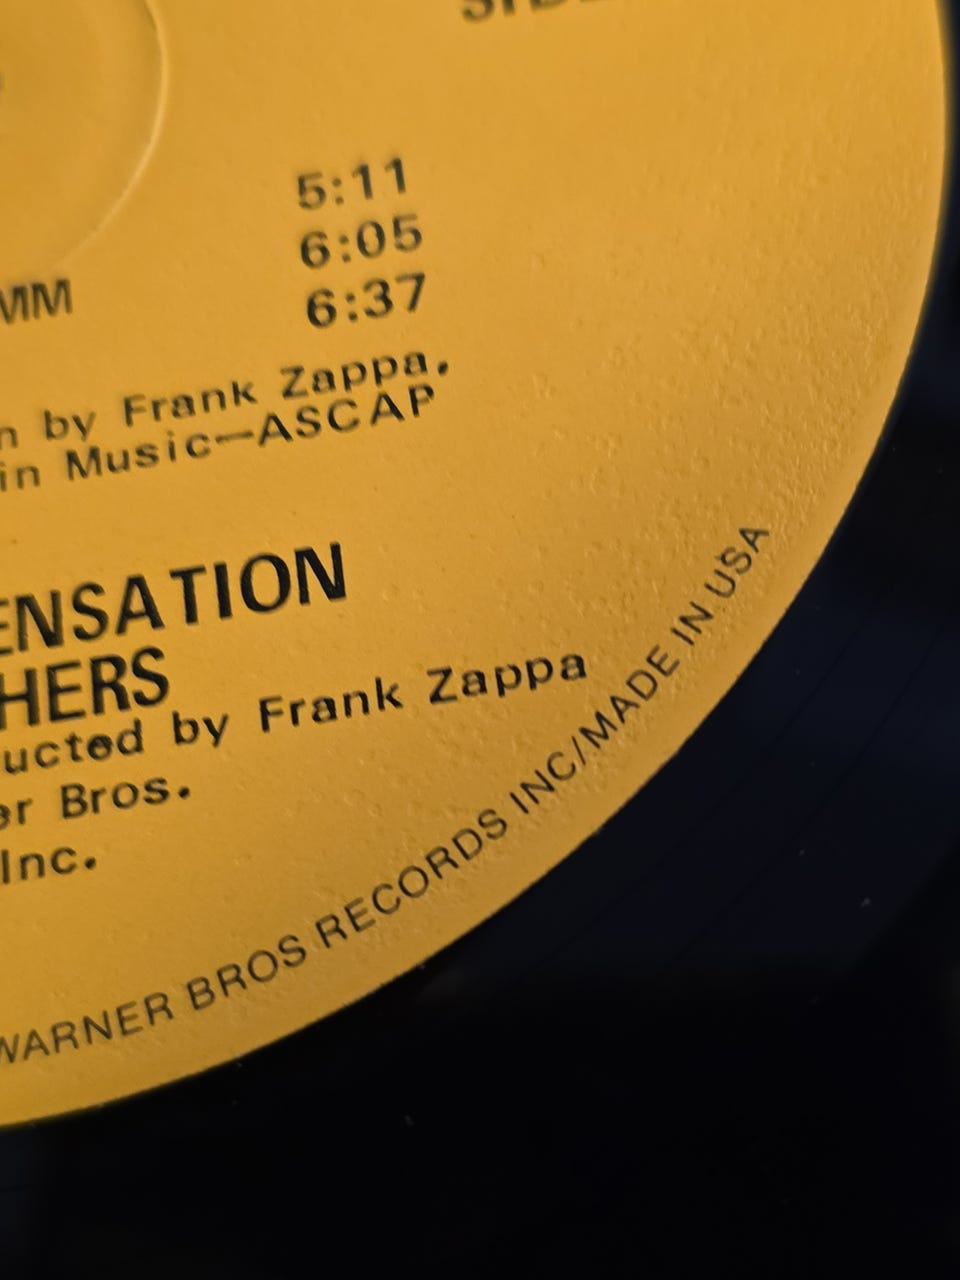 5:11
6:05
MM 6:37
n by Frank Zappa.
in Music—ASCAP
ENSATION
HERS
ucted by Frank Zappa
er Bros.
Inc.
WARNER BROS RECORDS INC/MADE IN USA